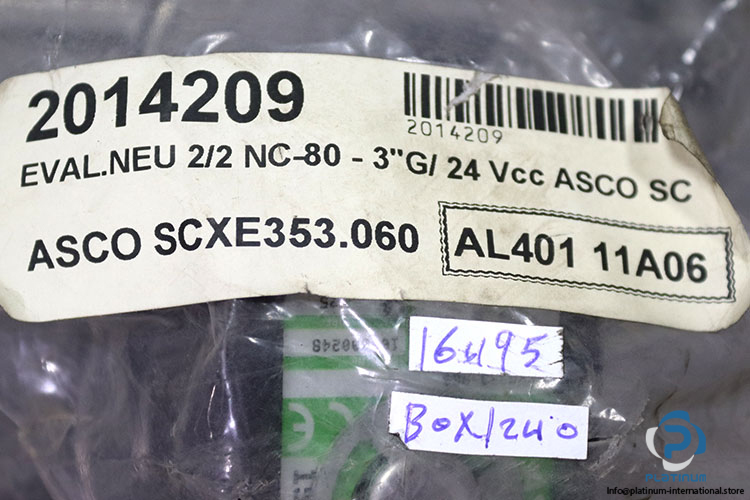 2014209
2014209
EVAL.NEU 2/2 NC-80 - 3"G/ 24 Vcc ASCO SC
ASCO SCXE353.060
AL401 11A06
16495
BOX/240
PLATINUM
Info@platinum-international.store